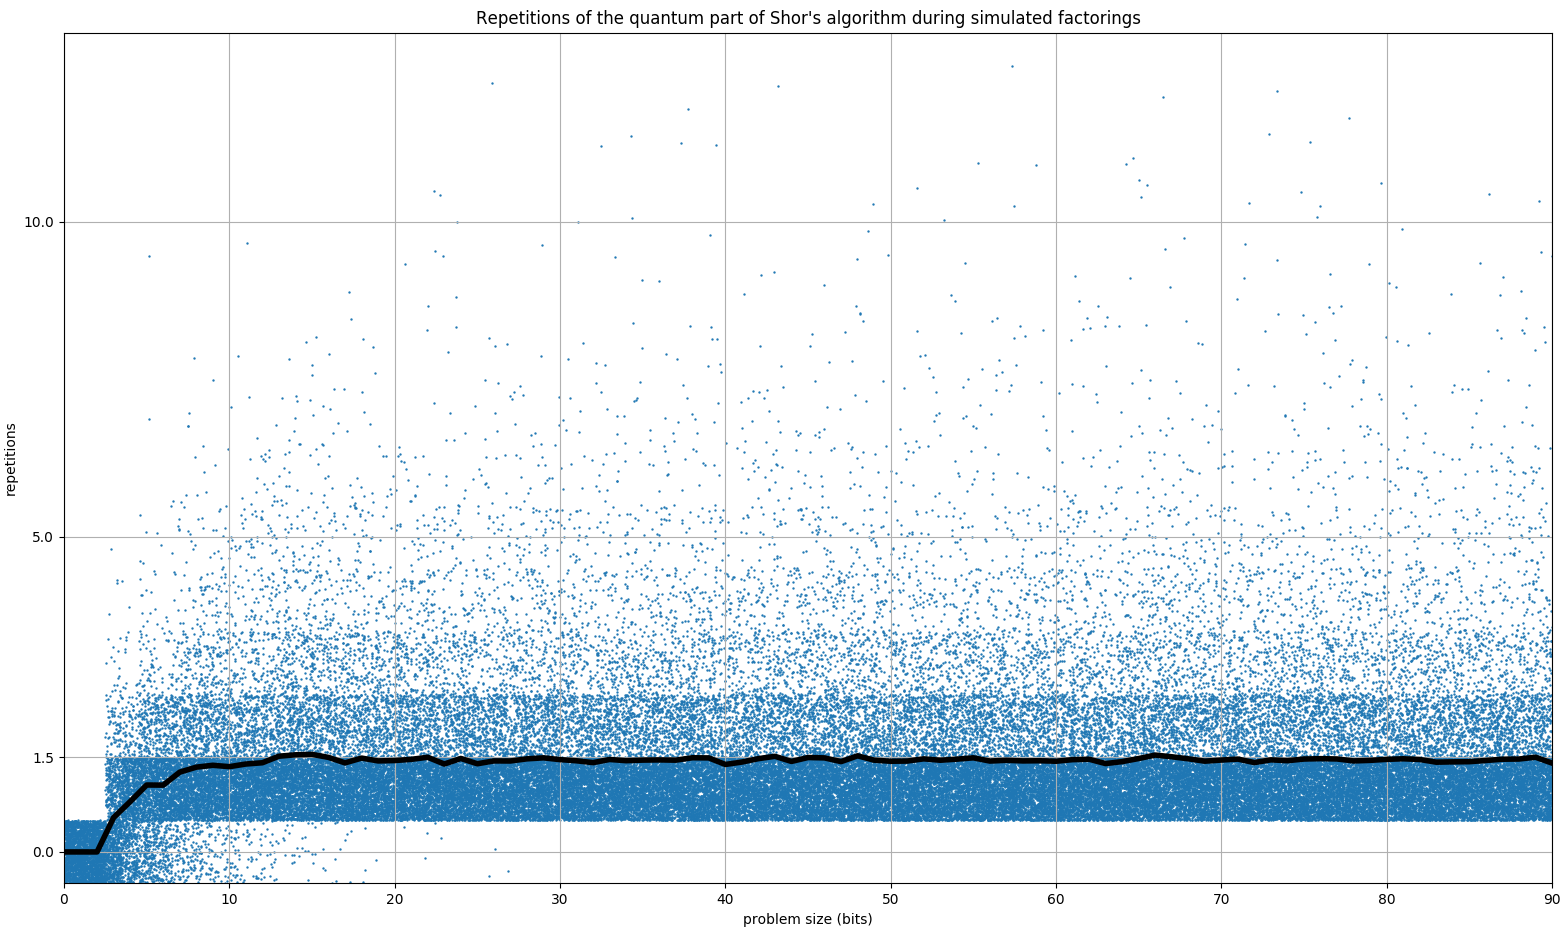 Repetitions of the quantum part of Shor's algorithm during simulated factorings
repetitions
10.0
5.0
1.5
0.0
0 10 20 30 40 50 60 70 80 90
problem size (bits)